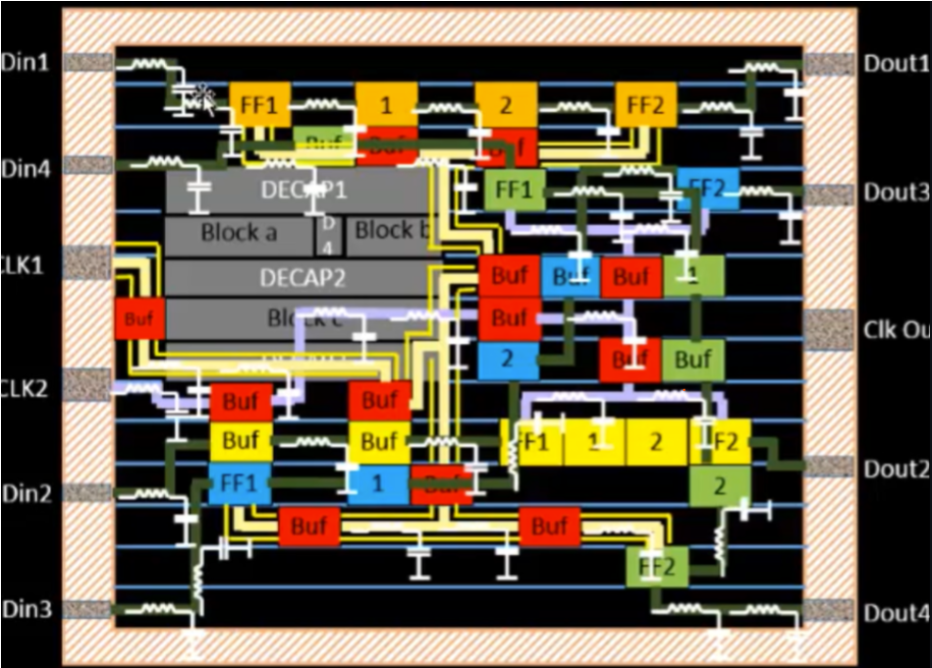 Din1
Dout1
FF1 1 2 FF2
Buf Buf Buf
Din4
DECAP1
FF1
FF2
Dout3
Block a
D
4
Block b
CLK1
DECAP2
Buf Buf Buf 1
Buf
Block c
Buf
Clk Ou
2 Buf Buf
CLK2
Buf Buf
Buf Buf
FF1 1 2 F2
Dout2
FF1 1 Buf
2
Din2
Buf Buf
FF2
Din3
Dout4